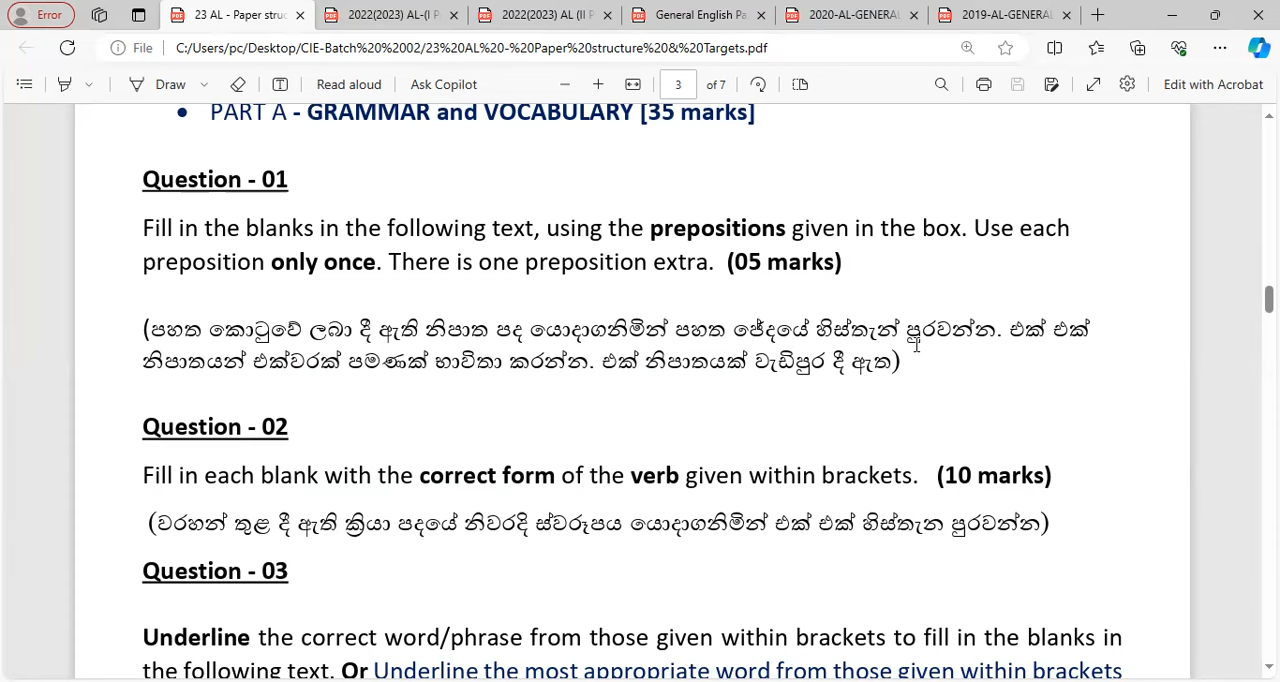 Error
23 AL - Paper struc
2022(2023) AL-(I P
2022(2023) AL (II P
General English Pa
2020-AL-GENERAL
2019-AL-GENERAL
File
C:/Users/pc/Desktop/CIE-Batch%20%2002/23%20AL%20-%20Paper%20structure%20&%20Targets.pdf
Draw
Read aloud
Ask Copilot
3
of 7
Edit with Acrobat
• PART A - GRAMMAR and VOCABULARY [35 marks]
Question - 01
Fill in the blanks in the following text, using the prepositions given in the box. Use each
preposition only once. There is one preposition extra. (05 marks)
(පහත කොටුවේ ලබා දී ඇති නිපාත පද යොදාගනිමින් පහත ඡේදයේ හිස්තැන් පුරවන්න. එක් එක්
නිපාතයන් එක්වරක් පමණක් භාවිතා කරන්න. එක් නිපාතයක් වැඩිපුර දී ඇත)
Question - 02
Fill in each blank with the correct form of the verb given within brackets. (10 marks)
(වරහන් තුළ දී ඇති ක්‍රියා පදයේ නිවරදි ස්වරූපය යොදාගනිමින් එක් එක් හිස්තැන පුරවන්න)
Question - 03
Underline the correct word/phrase from those given within brackets to fill in the blanks in
the following text. Or Underline the most appropriate word from those given within brackets